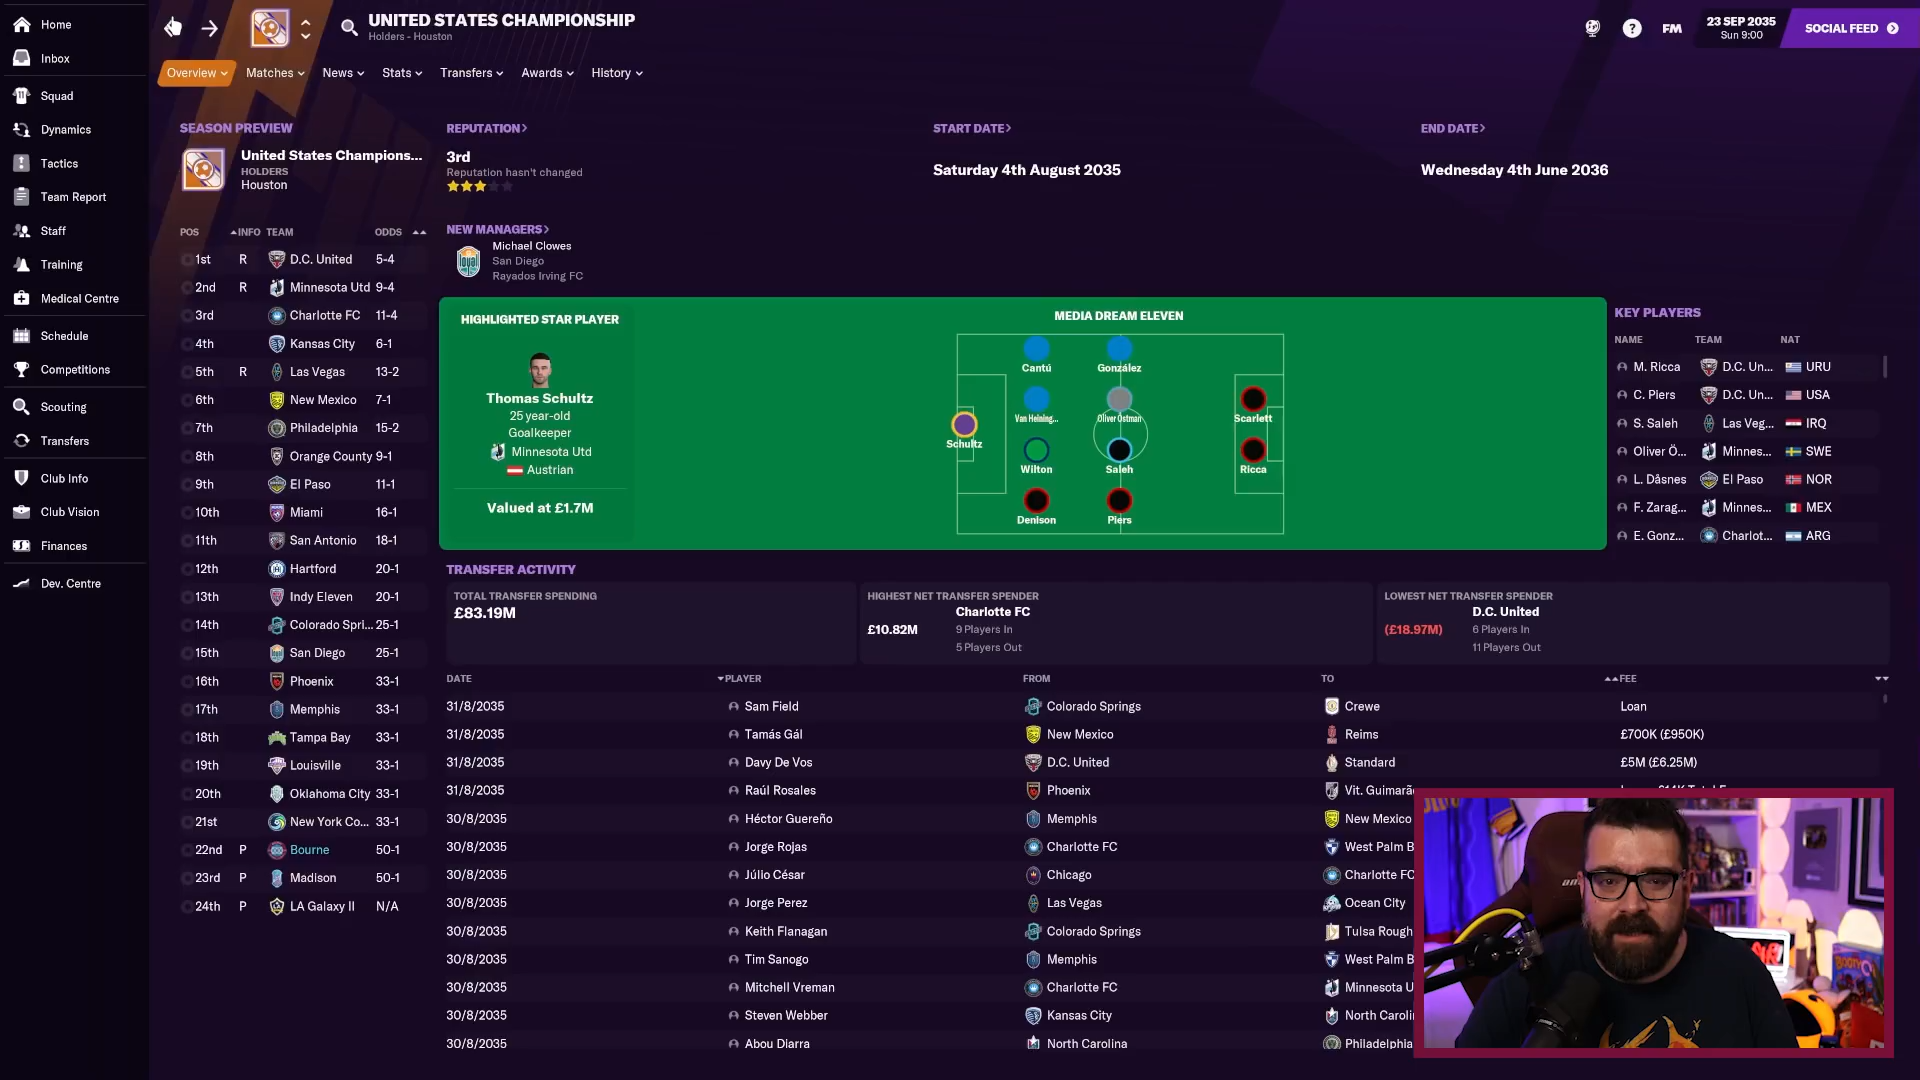 Home
Inbox
Squad
Dynamics
Tactics
Team Report
Staff
Training
Medical Centre
Schedule
Competitions
Scouting
Transfers
Club Info
Club Vision
Finances
Dev. Centre
UNITED STATES CHAMPIONSHIP
Holders - Houston
FM
23 SEP 2035
Sun 9:00
SOCIAL FEED
Overview Matches News Stats Transfers Awards History
SEASON PREVIEW
United States Champions...
HOLDERS
Houston
REPUTATION>
3rd
Reputation hasn't changed
START DATE>
Saturday 4th August 2035
END DATE>
Wednesday 4th June 2036
NEW MANAGERS>
Michael Clowes
San Diego
Rayados Irving FC
POS INFO TEAM ODDS
1st R D.C. United 5-4
2nd R Minnesota Utd 9-4
3rd Charlotte FC 11-4
4th Kansas City 6-1
5th R Las Vegas 13-2
6th New Mexico 7-1
7th Philadelphia 15-2
8th Orange County 9-1
9th El Paso 11-1
10th Miami 16-1
11th San Antonio 18-1
12th Hartford 20-1
13th Indy Eleven 20-1
14th Colorado Spri... 25-1
15th San Diego 25-1
16th Phoenix 33-1
17th Memphis 33-1
18th Tampa Bay 33-1
19th Louisville 33-1
20th Oklahoma City 33-1
21st New York Co... 33-1
22nd P Bourne 50-1
23rd P Madison 50-1
24th P LA Galaxy II N/A
HIGHLIGHTED STAR PLAYER
Thomas Schultz
25 year-old
Goalkeeper
Minnesota Utd
Austrian
Valued at £1.7M
MEDIA DREAM ELEVEN
Cantú González
Van Heining... Oliver Östman Scarlett
Schultz
Wilton Saleh Ricca
Denison Piers
KEY PLAYERS
NAME TEAM NAT
M. Ricca D.C. Un... URU
C. Piers D.C. Un... USA
S. Saleh Las Veg... IRQ
Oliver Ö... Minnes... SWE
L. Dåsnes El Paso NOR
F. Zarag... Minnes... MEX
E. Gonz... Charlot... ARG
TRANSFER ACTIVITY
TOTAL TRANSFER SPENDING
£83.19M
HIGHEST NET TRANSFER SPENDER
Charlotte FC
£10.82M 9 Players In
5 Players Out
LOWEST NET TRANSFER SPENDER
D.C. United
(£18.97M) 6 Players In
11 Players Out
DATE PLAYER FROM TO FEE
31/8/2035 Sam Field Colorado Springs Crewe Loan
31/8/2035 Tamás Gál New Mexico Reims £700K (£950K)
31/8/2035 Davy De Vos D.C. United Standard £5M (£6.25M)
31/8/2035 Raúl Rosales Phoenix Vit. Guimarã
30/8/2035 Héctor Guereño Memphis New Mexico
30/8/2035 Jorge Rojas Charlotte FC West Palm B
30/8/2035 Júlio César Chicago Charlotte FC
30/8/2035 Jorge Perez Las Vegas Ocean City
30/8/2035 Keith Flanagan Colorado Springs Tulsa Rough
30/8/2035 Tim Sanogo Memphis West Palm B
30/8/2035 Mitchell Vreman Charlotte FC Minnesota U
30/8/2035 Steven Webber Kansas City North Caroli
30/8/2035 Abou Diarra North Carolina Philadelphia